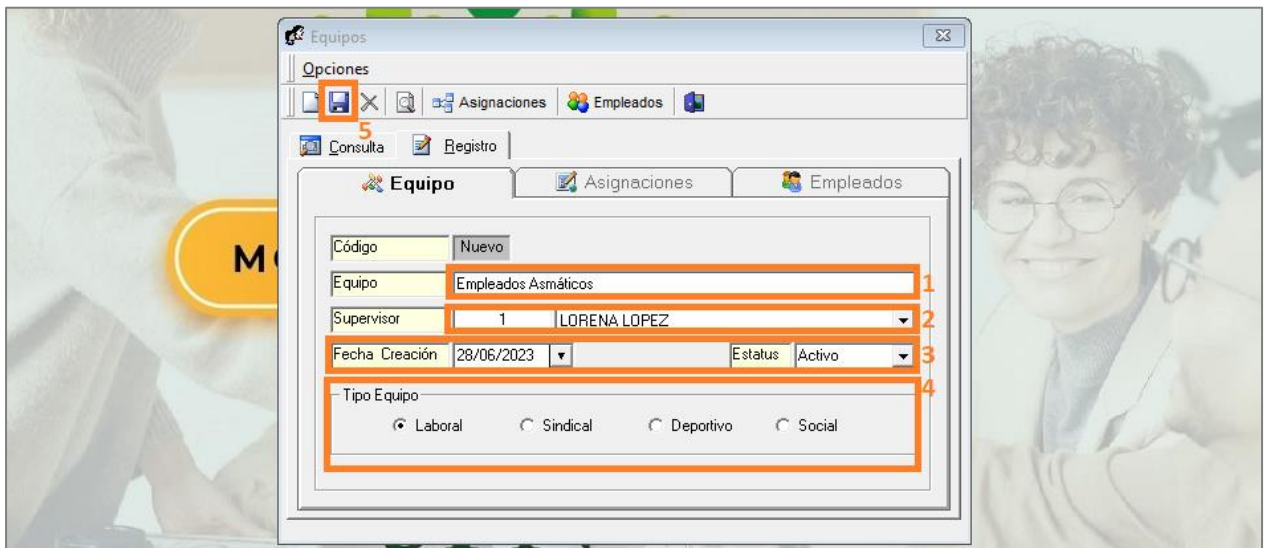 Equipos
Opciones
Asignaciones Empleados
5
Consulta Registro
Equipo Asignaciones Empleados
Código Nuevo
Equipo Empleados Asmáticos 1
Supervisor 1 LORENA LOPEZ 2
Fecha Creación 28/06/2023 Estatus Activo 3
4
Tipo Equipo
Laboral Sindical Deportivo Social